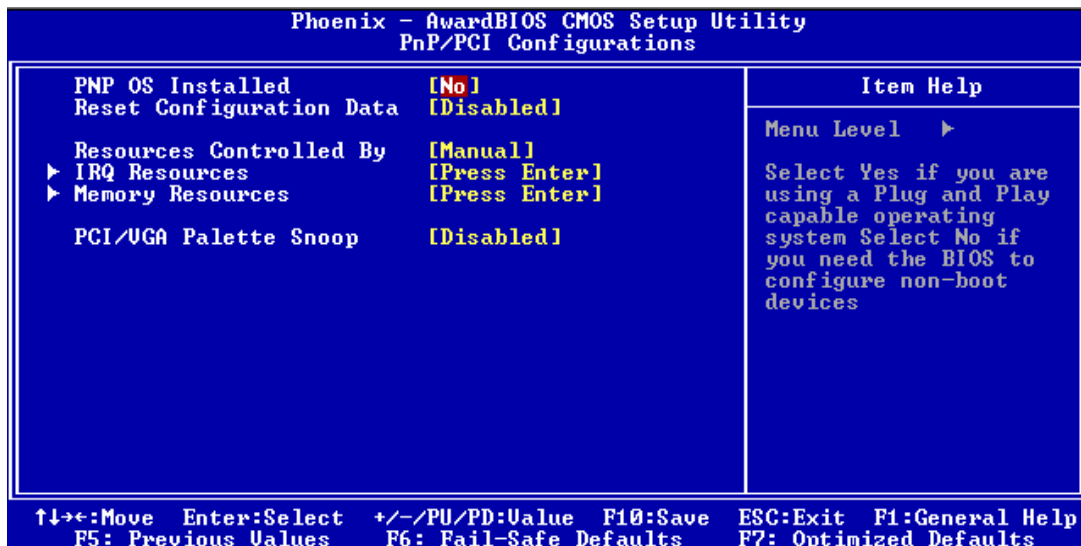 Phoenix - AwardBIOS CMOS Setup Utility
PnP/PCI Configurations
PNP OS Installed [No]
Reset Configuration Data [Disabled]
Resources Controlled By [Manual]
▶ IRQ Resources [Press Enter]
▶ Memory Resources [Press Enter]
PCI/VGA Palette Snoop [Disabled]
Item Help
Menu Level ▶
Select Yes if you are
using a Plug and Play
capable operating
system Select No if
you need the BIOS to
configure non-boot
devices
↑↓→←:Move Enter:Select +/-/PU/PD:Value F10:Save ESC:Exit F1:General Help
F5: Previous Values F6: Fail-Safe Defaults F7: Optimized Defaults